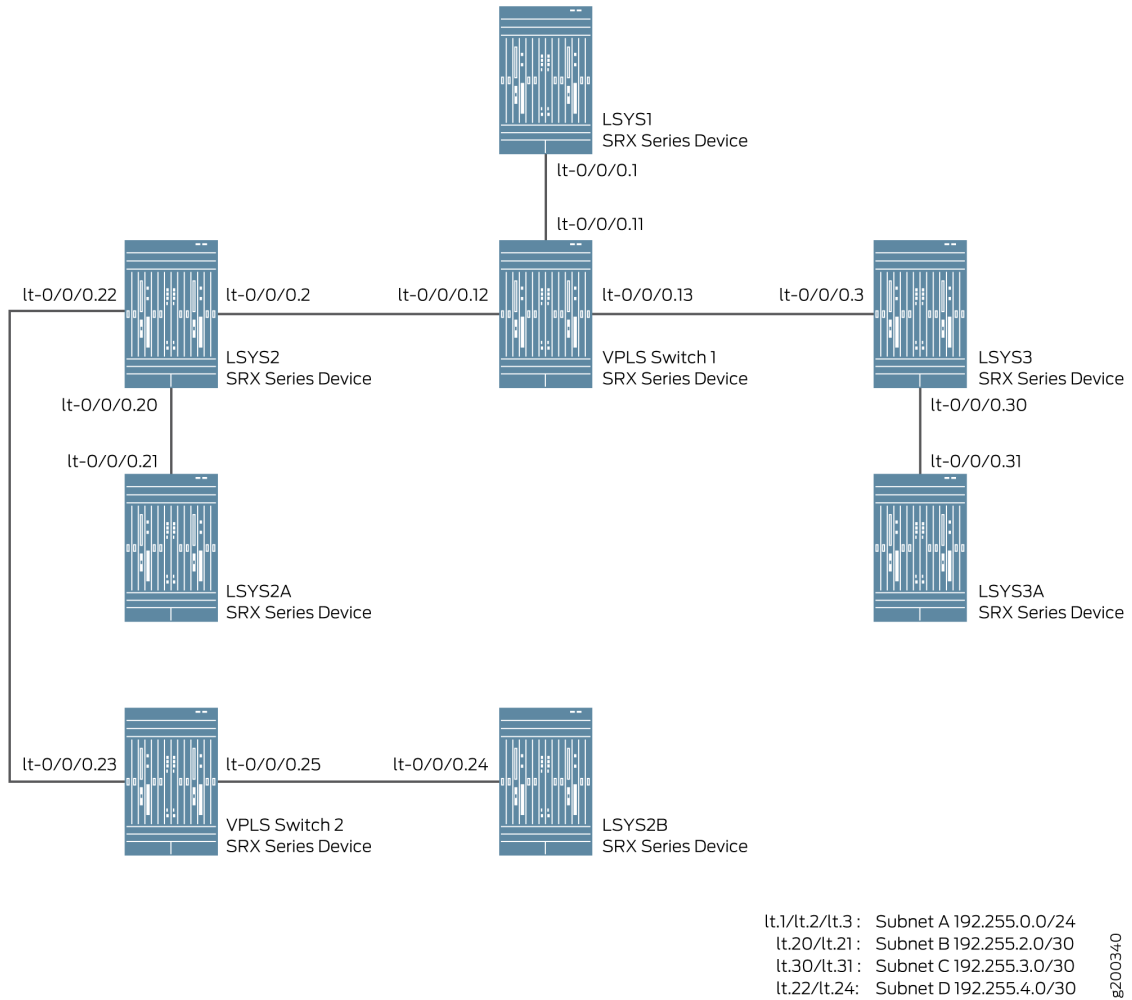 LSYS1
SRX Series Device
lt-0/0/0.1
lt-0/0/0.11
lt-0/0/0.22
lt-0/0/0.2
lt-0/0/0.12
lt-0/0/0.13
lt-0/0/0.3
LSYS2
SRX Series Device
VPLS Switch 1
SRX Series Device
LSYS3
SRX Series Device
lt-0/0/0.20
lt-0/0/0.30
lt-0/0/0.21
lt-0/0/0.31
LSYS2A
SRX Series Device
LSYS3A
SRX Series Device
lt-0/0/0.23
lt-0/0/0.25
lt-0/0/0.24
VPLS Switch 2
SRX Series Device
LSYS2B
SRX Series Device
lt.1/lt.2/lt.3 : Subnet A 192.255.0.0/24
lt.20/lt.21 : Subnet B 192.255.2.0/30
lt.30/lt.31 : Subnet C 192.255.3.0/30
lt.22/lt.24: Subnet D 192.255.4.0/30
g200340